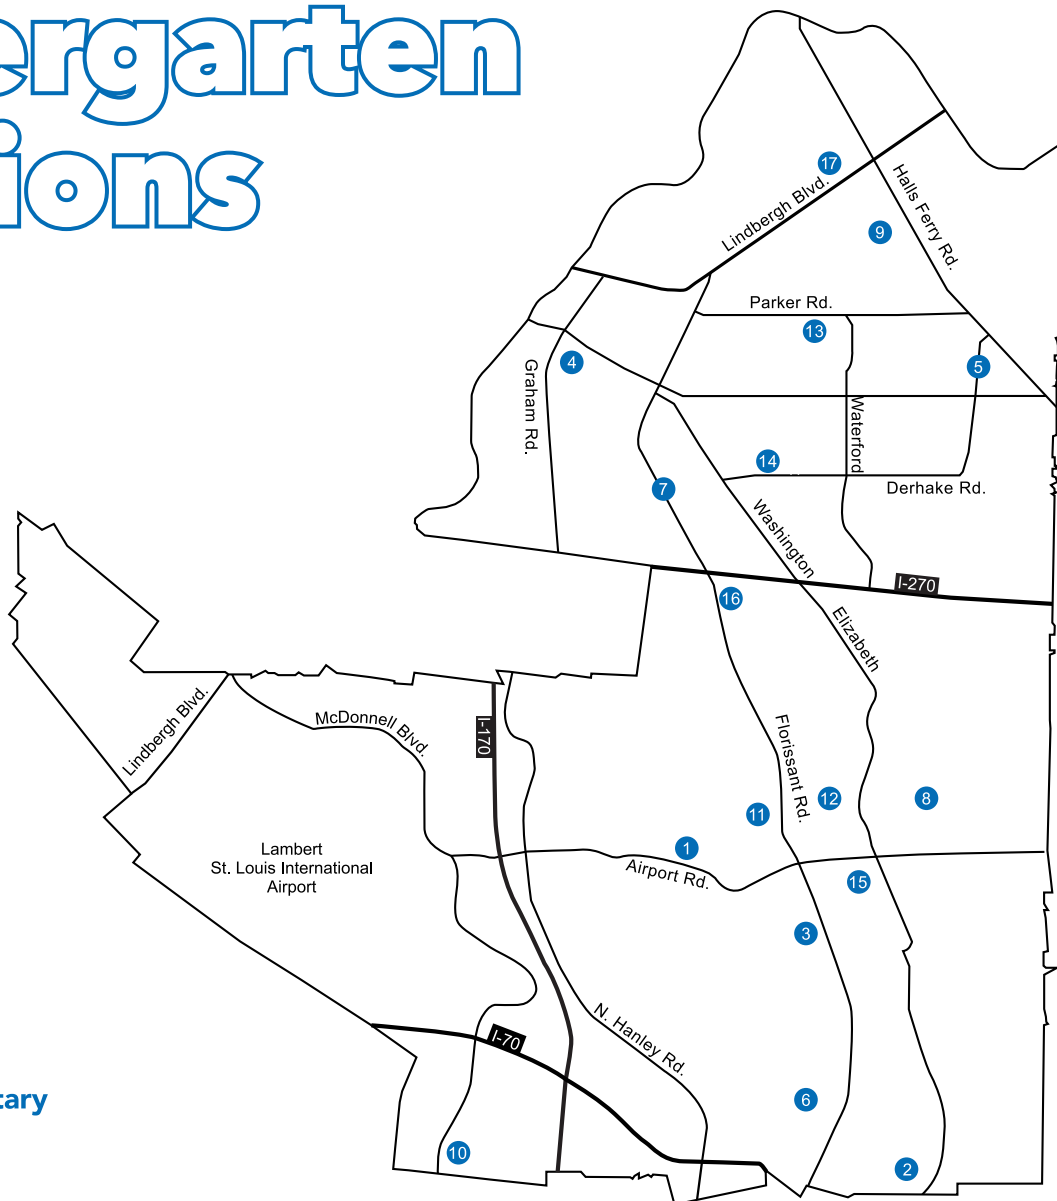 ergarten
ions
17
Lindbergh Blvd.
Halls Ferry Rd.
9
Parker Rd.
13
4
5
Graham Rd.
Waterford
14
7
Derhake Rd.
Washington
I-270
16
Elizabeth
Lindbergh Blvd.
McDonnell Blvd.
I-170
Florissant Rd.
12
8
11
1
Lambert
St. Louis International
Airport
Airport Rd.
15
3
N. Hanley Rd.
I-70
6
tary
10
2